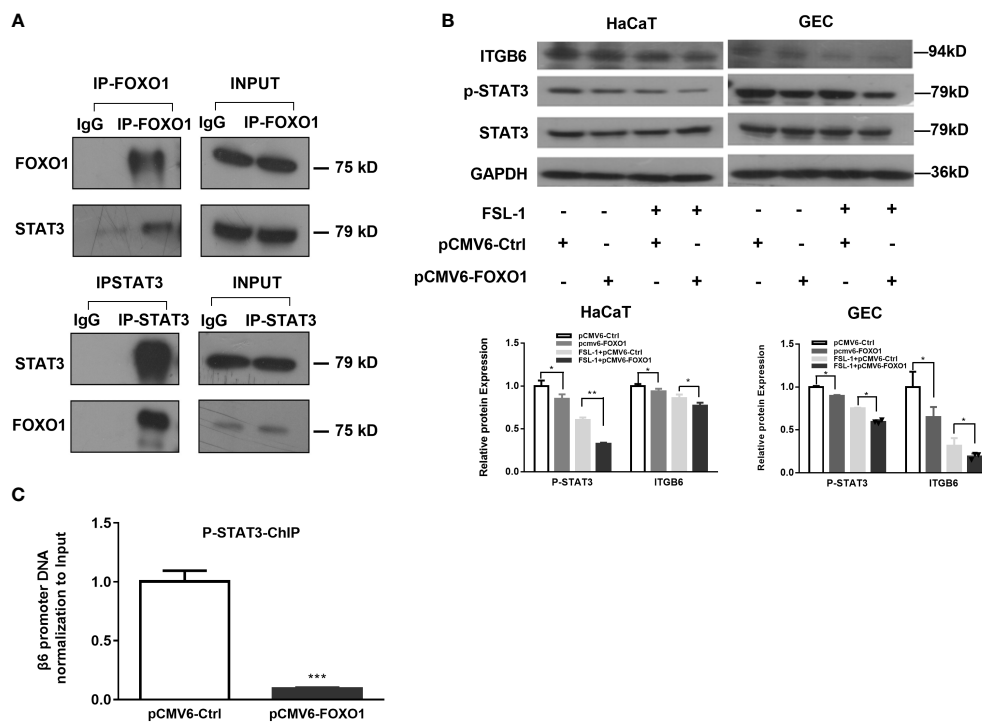 A
IP-FOXO1 INPUT
IgG IP-FOXO1 IgG IP-FOXO1
FOXO1 75 kD
STAT3 79 kD
IPSTAT3 INPUT
IgG IP-STAT3 IgG IP-STAT3
STAT3 79 kD
FOXO1 75 kD
B
HaCaT GEC
ITGB6 94kD
p-STAT3 79kD
STAT3 79kD
GAPDH 36kD
FSL-1 - - + + - - + +
pCMV6-Ctrl + - + - + - + -
pCMV6-FOXO1 - + - + - + - +
HaCaT
pCMV6-Ctrl
pcmv6-FOXO1
FSL-1+pCMV6-Ctrl
FSL-1+pCMV6-FOXO1
Relative protein Expression
1.5
1.0
0.5
0.0
* ** * *
P-STAT3 ITGB6
GEC
pCMV6-Ctrl
pcmv6-FOXO1
FSL-1+pCMV6-Ctrl
FSL-1+pCMV6-FOXO1
Relative protein Expression
1.5
1.0
0.5
0.0
* * * *
P-STAT3 ITGB6
C
P-STAT3-ChIP
β6 promoter DNA
normalization to Input
1.5
1.0
0.5
0.0
***
pCMV6-Ctrl pCMV6-FOXO1